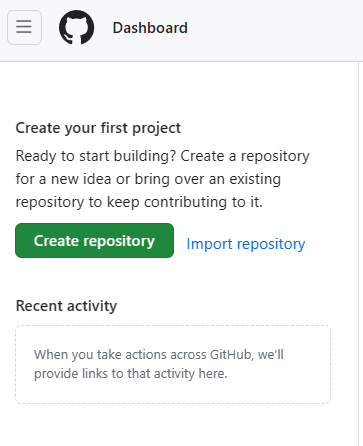 Dashboard
Create your first project
Ready to start building? Create a repository
for a new idea or bring over an existing
repository to keep contributing to it.
Create repository
Import repository
Recent activity
When you take actions across GitHub, we'll
provide links to that activity here.